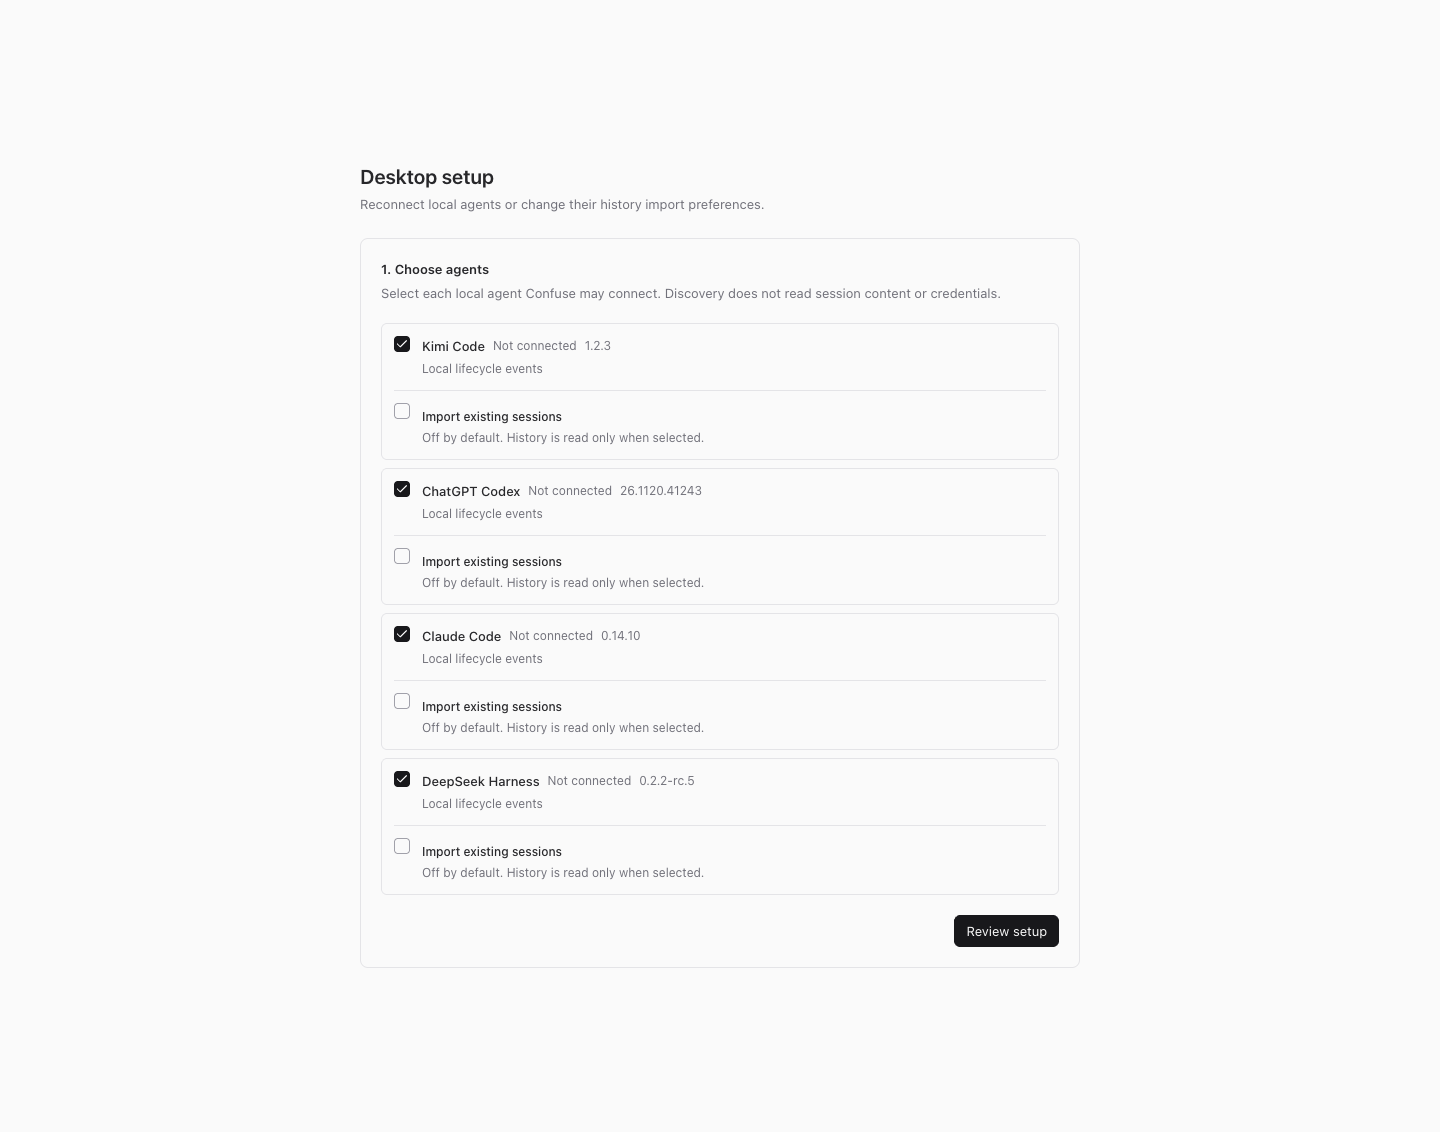 Desktop setup
Reconnect local agents or change their history import preferences.
1. Choose agents
Select each local agent Confuse may connect. Discovery does not read session content or credentials.
Kimi Code Not connected 1.2.3
Local lifecycle events
Import existing sessions
Off by default. History is read only when selected.
ChatGPT Codex Not connected 26.1120.41243
Local lifecycle events
Import existing sessions
Off by default. History is read only when selected.
Claude Code Not connected 0.14.10
Local lifecycle events
Import existing sessions
Off by default. History is read only when selected.
DeepSeek Harness Not connected 0.2.2-rc.5
Local lifecycle events
Import existing sessions
Off by default. History is read only when selected.
Review setup